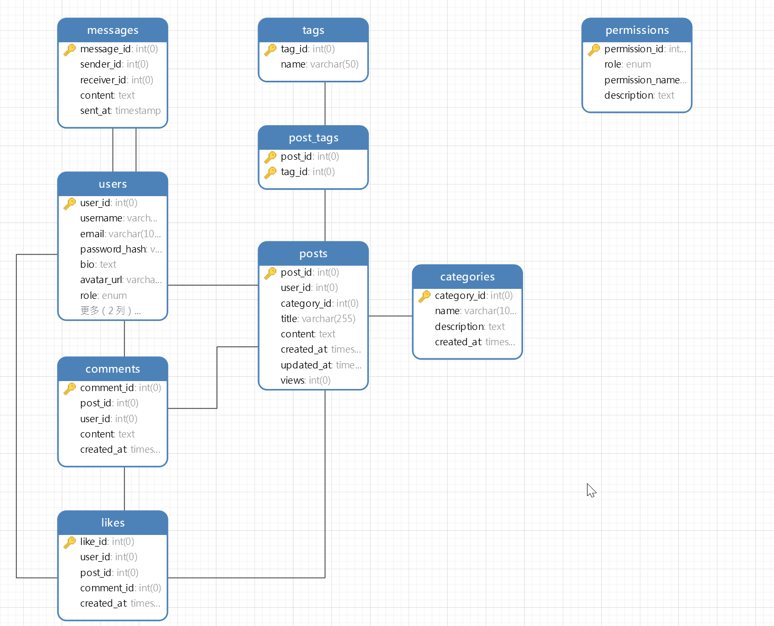 messages
message_id: int(0)
sender_id: int(0)
receiver_id: int(0)
content: text
sent_at: timestamp
tags
tag_id: int(0)
name: varchar(50)
permissions
permission_id: int...
role: enum
permission_name...
description: text
post_tags
post_id: int(0)
tag_id: int(0)
users
user_id: int(0)
username: varch...
email: varchar(10...
password_hash: v...
bio: text
avatar_url: varcha...
role: enum
更多 ( 2 列 ) ...
posts
post_id: int(0)
user_id: int(0)
category_id: int(0)
title: varchar(255)
content: text
created_at: times...
updated_at: time...
views: int(0)
categories
category_id: int(0)
name: varchar(10...
description: text
created_at: times...
comments
comment_id: int(0)
post_id: int(0)
user_id: int(0)
content: text
created_at: times...
likes
like_id: int(0)
user_id: int(0)
post_id: int(0)
comment_id: int(0)
created_at: times...